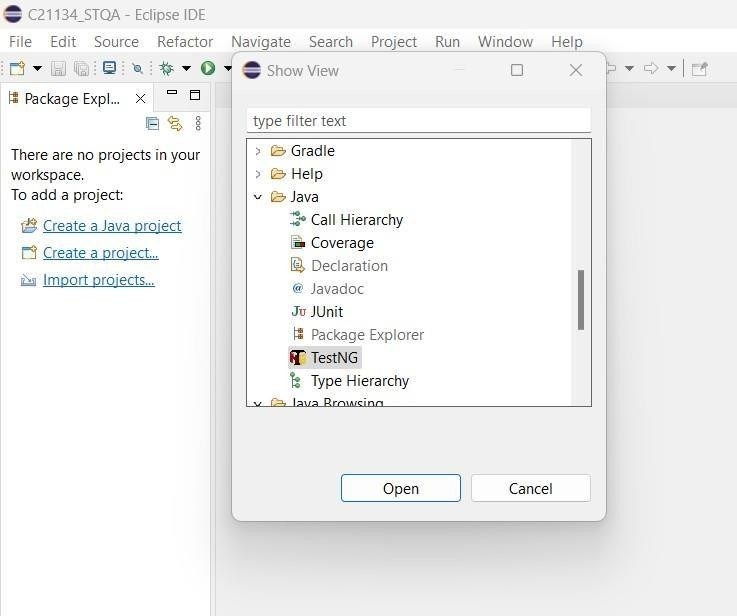 C21134_STQA - Eclipse IDE
File Edit Source Refactor Navigate Search Project Run Window Help
Show View
Package Expl...
type filter text
There are no projects in your
workspace.
To add a project:
Create a Java project
Create a project...
Import projects...
Gradle
Help
Java
Call Hierarchy
Coverage
Declaration
@ Javadoc
JU JUnit
Package Explorer
TestNG
Type Hierarchy
Java Browsing
Open Cancel